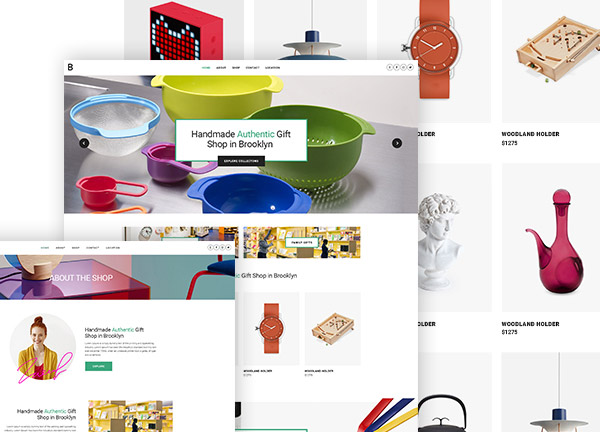 B
HOME ABOUT SHOP CONTACT LOCATION
Handmade Authentic Gift
Shop in Brooklyn
EXPLORE COLLECTIONS
FAMILY GIFTS
Gift Shop in Brooklyn
WOODLAND HOLDER
$1275
WOODLAND HOLDER
$1275
HOLDER
WOODLAND HOLDER
$1275
HOLDER
WOODLAND HOLDER
$1275
HOME ABOUT SHOP CONTACT LOCATION
ABOUT THE SHOP
Handmade Authentic Gift
Shop in Brooklyn
EXPLORE
Handmade Authentic Gift
Shop in Brooklyn